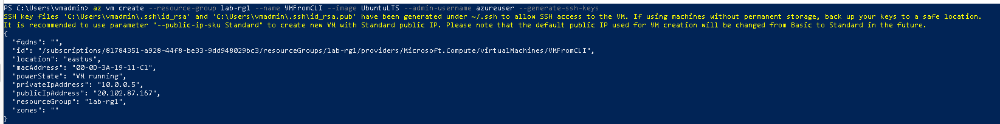 PS C:\Users\vmadmin> az vm create --resource-group lab-rg1 --name VMFromCLI --image UbuntuLTS --admin-username azureuser --generate-ssh-keys
SSH key files 'C:\Users\vmadmin\.ssh\id_rsa' and 'C:\Users\vmadmin\.ssh\id_rsa.pub' have been generated under ~/.ssh to allow SSH access to the VM. If using machines without permanent storage, back up your keys to a safe location.
It is recommended to use parameter "--public-ip-sku Standard" to create new VM with Standard public IP. Please note that the default public IP used for VM creation will be changed from Basic to Standard in the future.
{
  "fqdns": "",
  "id": "/subscriptions/81784351-a928-44f8-be33-9dd948029bc3/resourceGroups/lab-rg1/providers/Microsoft.Compute/virtualMachines/VMFromCLI",
  "location": "eastus",
  "macAddress": "00-0D-3A-19-11-C1",
  "powerState": "VM running",
  "privateIpAddress": "10.0.0.5",
  "publicIpAddress": "20.102.87.167",
  "resourceGroup": "lab-rg1",
  "zones": ""
}